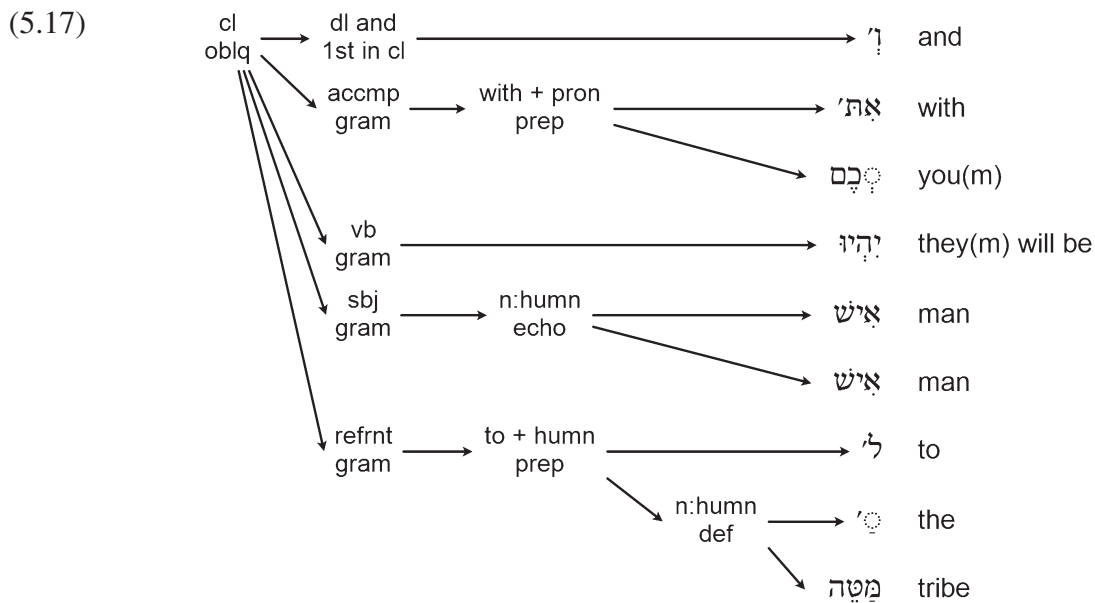 (5.17)
cl
oblq
dl and
1st in cl
וְ׳ and
accmp
gram
with + pron
prep
אִתּ׳ with
◌ְכֶם you(m)
vb
gram
יִהְיוּ they(m) will be
sbj
gram
n:humn
echo
אִישׁ man
אִישׁ man
refrnt
gram
to + humn
prep
ל׳ to
n:humn
def
◌ַ׳ the
מַּטֶּה tribe